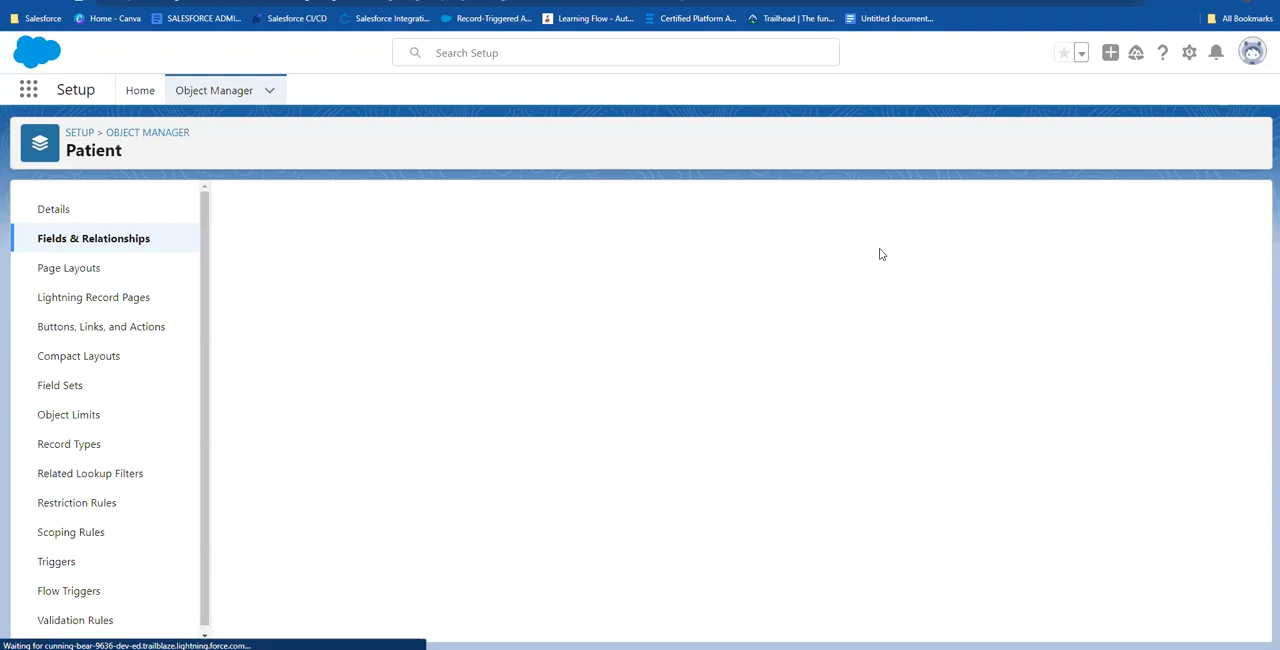 Salesforce
Home - Canva
SALESFORCE ADMI...
Salesforce CI/CD
Salesforce Integrati...
Record-Triggered A...
Learning Flow - Aut...
Certified Platform A...
Trailhead | The fun...
Untitled document...
All Bookmarks
Search Setup
Setup
Home
Object Manager
SETUP > OBJECT MANAGER
Patient
Details
Fields & Relationships
Page Layouts
Lightning Record Pages
Buttons, Links, and Actions
Compact Layouts
Field Sets
Object Limits
Record Types
Related Lookup Filters
Restriction Rules
Scoping Rules
Triggers
Flow Triggers
Validation Rules
Waiting for cunning-bear-9636-dev-ed.trailblaze.lightning.force.com...